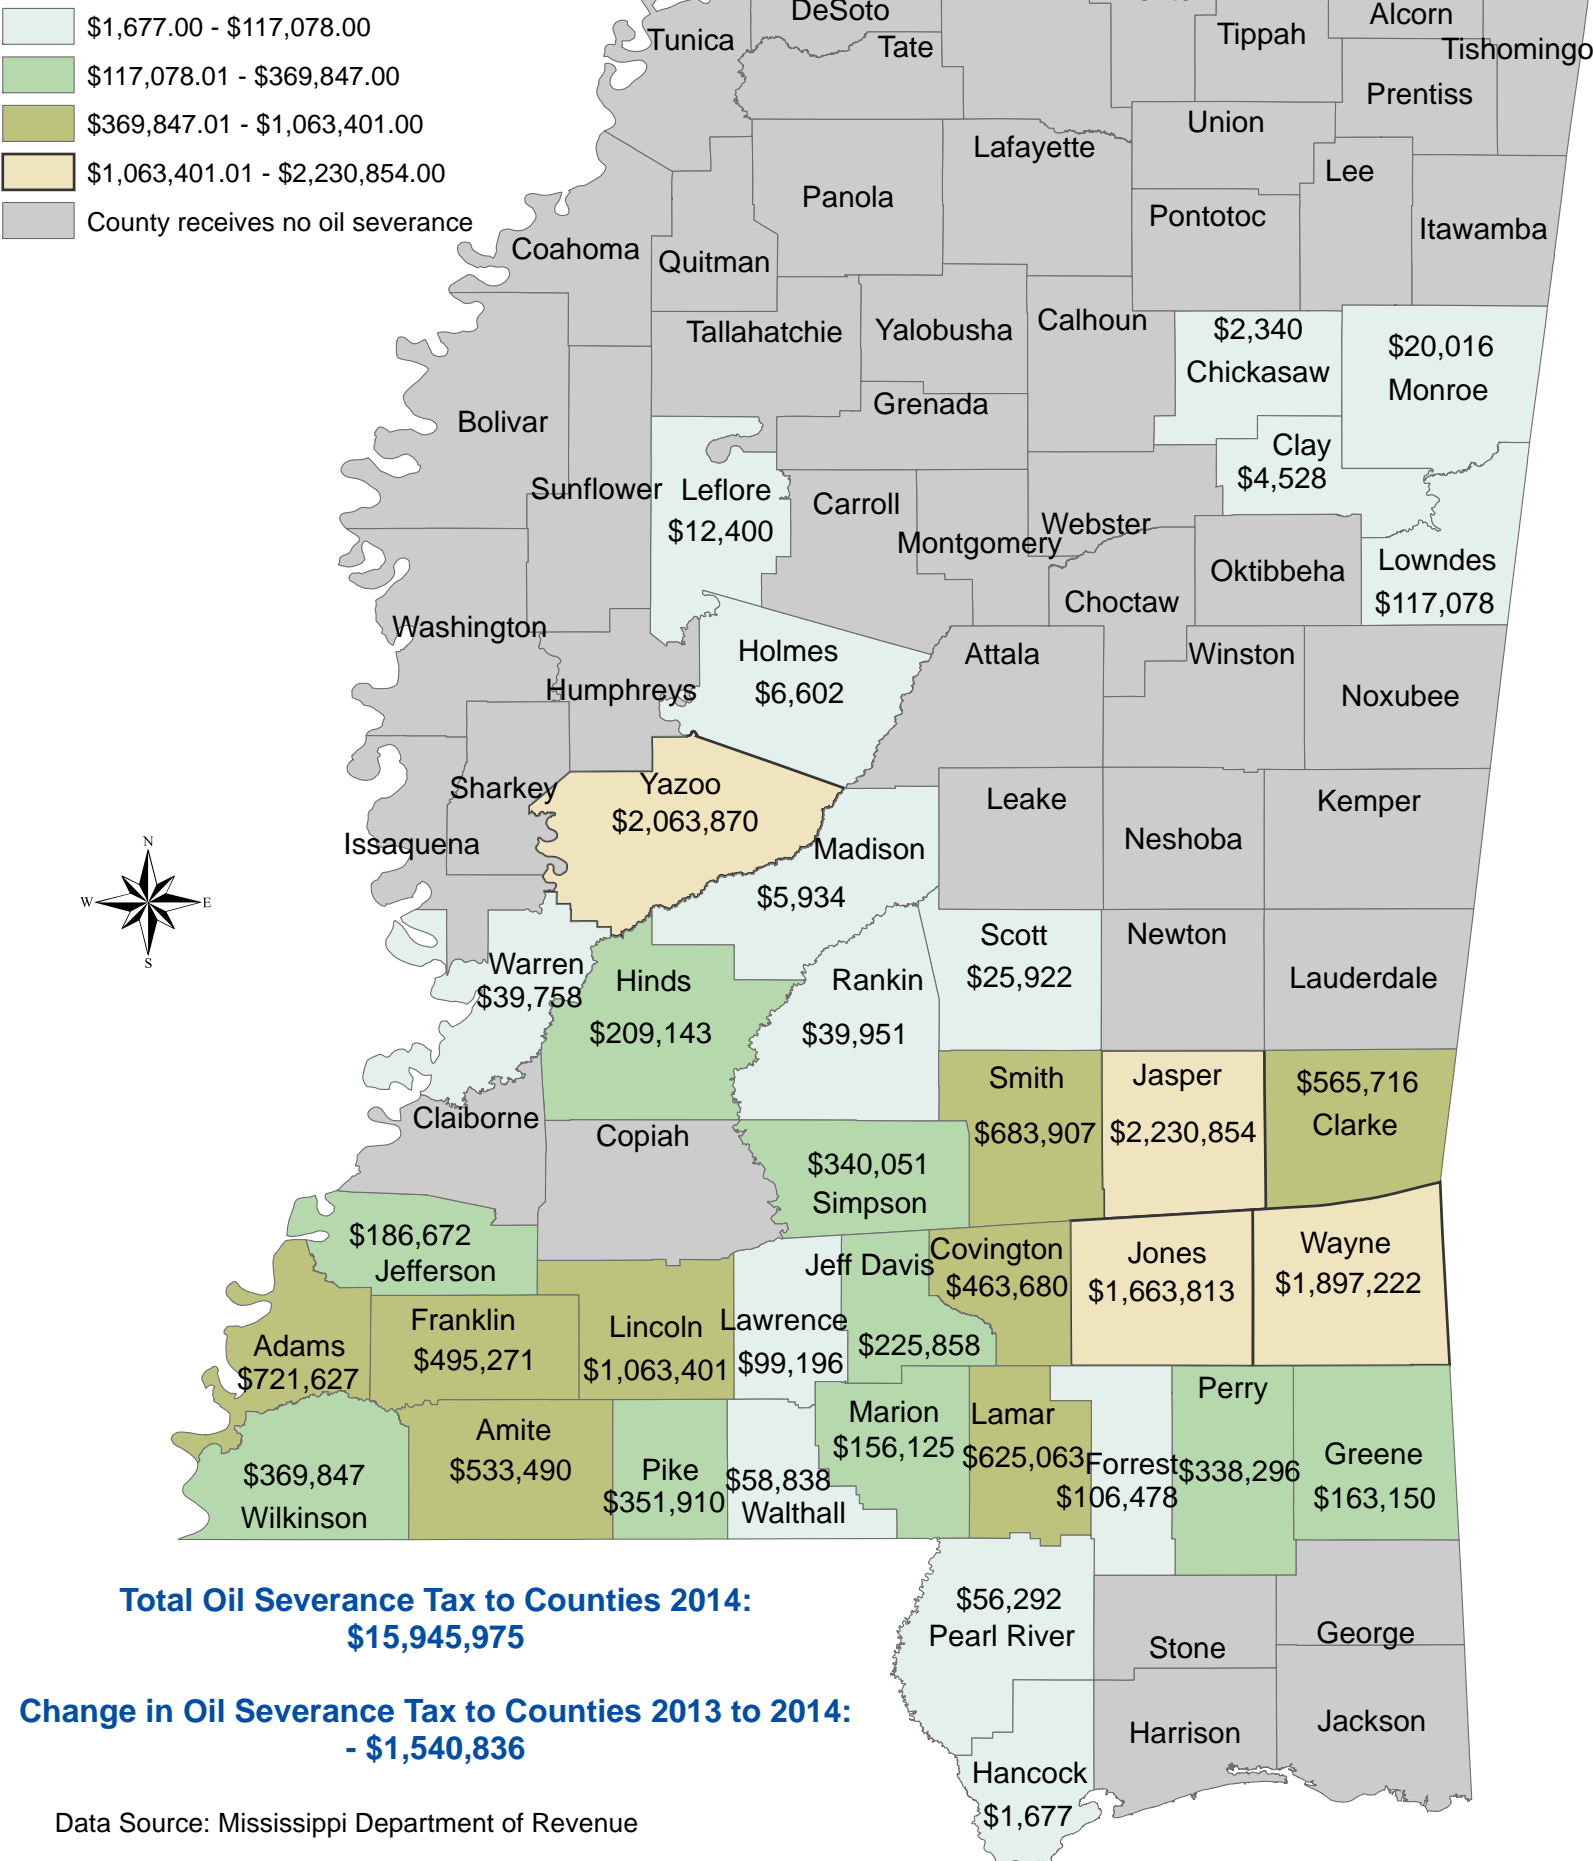 $1,677.00 - $117,078.00
$117,078.01 - $369,847.00
$369,847.01 - $1,063,401.00
$1,063,401.01 - $2,230,854.00
County receives no oil severance
DeSoto
Alcorn
Tunica
Tate
Tippah
Tishomingo
Prentiss
Union
Lafayette
Lee
Panola
Pontotoc
Itawamba
Coahoma
Quitman
Tallahatchie
Yalobusha
Calhoun
$2,340
Chickasaw
$20,016
Monroe
Bolivar
Grenada
Clay
$4,528
Sunflower
Leflore
$12,400
Carroll
Webster
Montgomery
Oktibbeha
Lowndes
$117,078
Choctaw
Washington
Holmes
$6,602
Attala
Winston
Humphreys
Noxubee
Sharkey
Yazoo
$2,063,870
Leake
Kemper
Neshoba
Issaquena
Madison
$5,934
N
W
E
S
Warren
$39,758
Hinds
$209,143
Rankin
$39,951
Scott
$25,922
Newton
Lauderdale
Smith
$683,907
Jasper
$2,230,854
$565,716
Clarke
Claiborne
Copiah
$340,051
Simpson
$186,672
Jefferson
Jeff Davis
$225,858
Covington
$463,680
Jones
$1,663,813
Wayne
$1,897,222
Adams
$721,627
Franklin
$495,271
Lincoln
$1,063,401
Lawrence
$99,196
Perry
$338,296
Marion
$156,125
Lamar
$625,063
Forrest
$106,478
Greene
$163,150
$369,847
Wilkinson
Amite
$533,490
Pike
$351,910
$58,838
Walthall
Total Oil Severance Tax to Counties 2014:
$15,945,975
$56,292
Pearl River
Stone
George
Change in Oil Severance Tax to Counties 2013 to 2014:
- $1,540,836
Harrison
Jackson
Hancock
$1,677
Data Source: Mississippi Department of Revenue